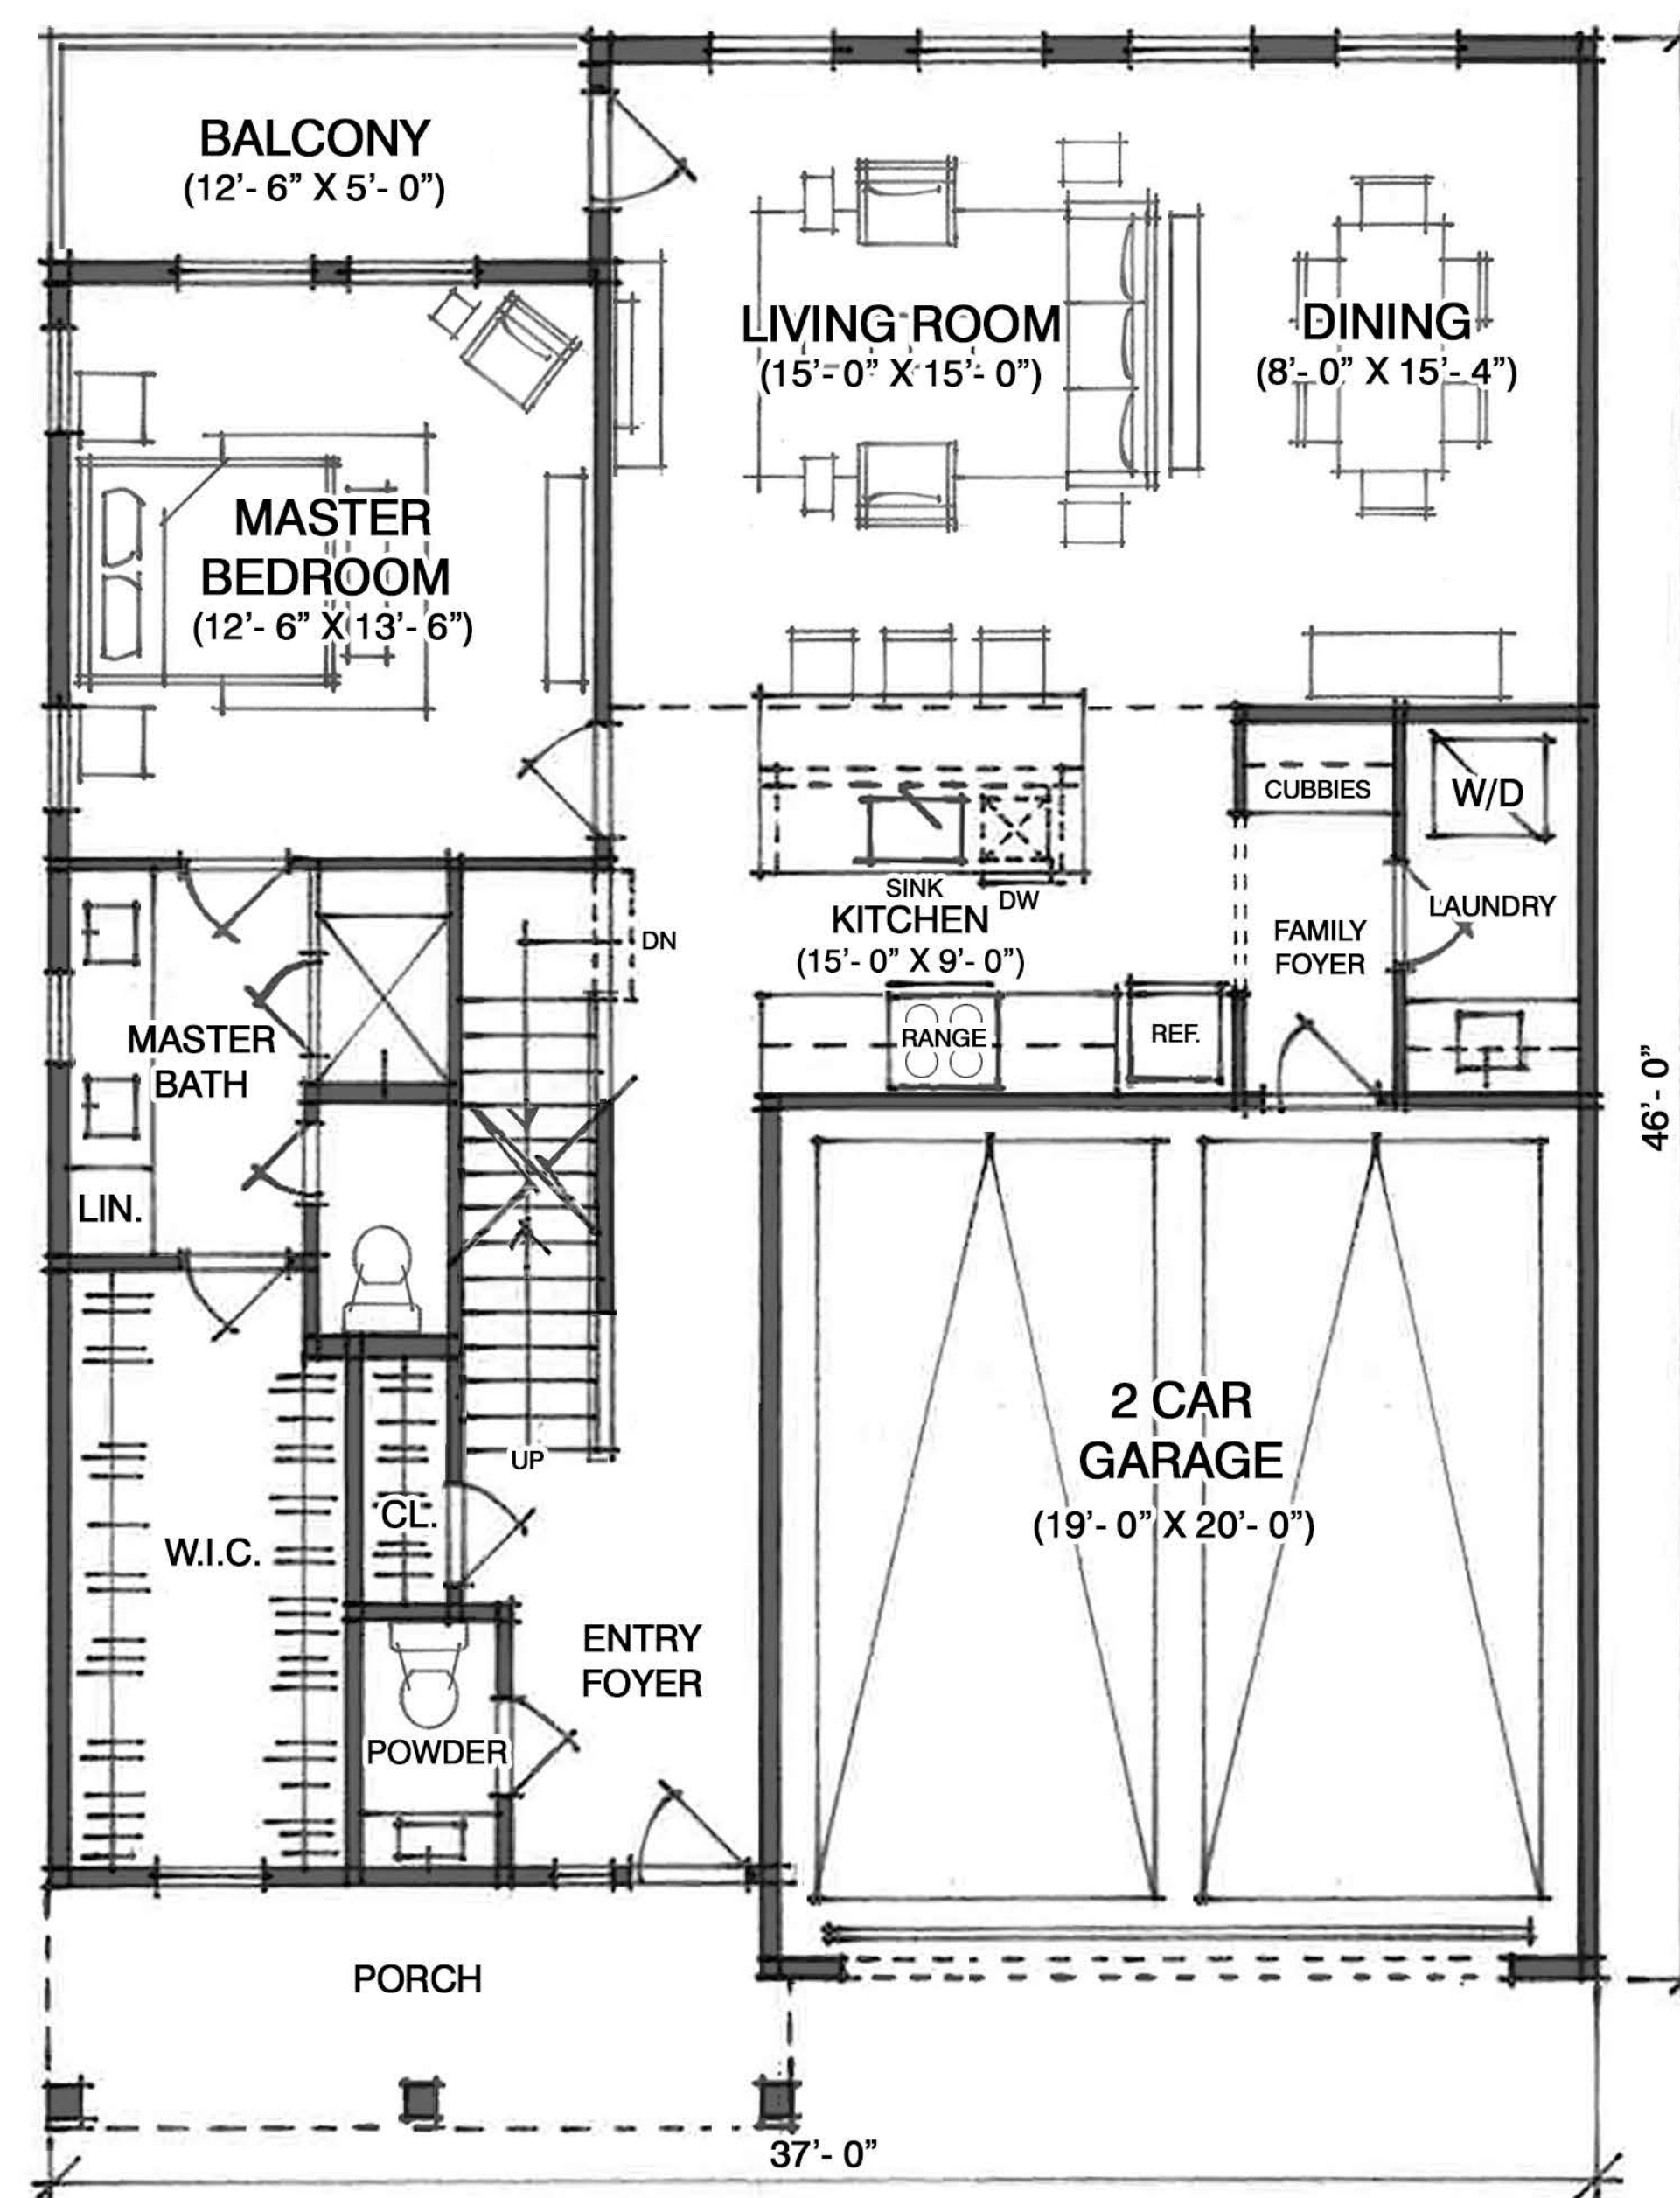 BALCONY
(12’- 6” X 5’- 0”)
LIVING ROOM
(15’- 0” X 15’- 0”)
DINING
(8’- 0” X 15’- 4”)
MASTER
BEDROOM
(12’- 6” X 13’- 6”)
CUBBIES
W/D
SINK
DW
KITCHEN
(15’- 0” X 9’- 0”)
LAUNDRY
FAMILY
FOYER
DN
RANGE
REF.
MASTER
BATH
46’- 0”
LIN.
2 CAR
GARAGE
(19’- 0” X 20’- 0”)
UP
CL.
W.I.C.
ENTRY
FOYER
POWDER
PORCH
37’- 0”